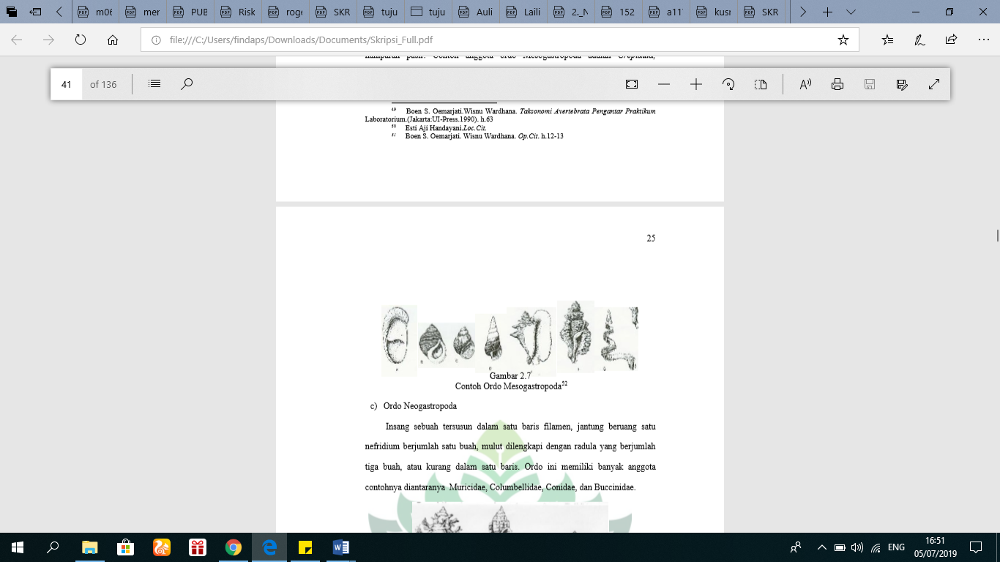 m06
mer
PUB
Risk
roge
SKR
tuju
tuju
Auli
Laili
2._N
152
a11
kusr
SKR
file:///C:/Users/findaps/Downloads/Documents/Skripsi_Full.pdf
hamparan pasir. Contoh anggota ordo Mesogastropoda adalah Crepidula,
41 of 136
49 Boen S. Oemarjati.Wisnu Wardhana. Taksonomi Avertebrata Pengantar Praktikum
Laboratorium.(Jakarta:UI-Press.1990). h.63
50 Esti Aji Handayani.Loc.Cit.
51 Boen S. Oemarjati. Wisnu Wardhana. Op.Cit. h.12-13
25
Gambar 2.7
Contoh Ordo Mesogastropoda52
c) Ordo Neogastropoda
Insang sebuah tersusun dalam satu baris filamen, jantung beruang satu
nefridium berjumlah satu buah, mulut dilengkapi dengan radula yang berjumlah
tiga buah, atau kurang dalam satu baris. Ordo ini memiliki banyak anggota
contohnya diantaranya Muricidae, Columbellidae, Conidae, dan Buccinidae.
ENG
16:51
05/07/2019